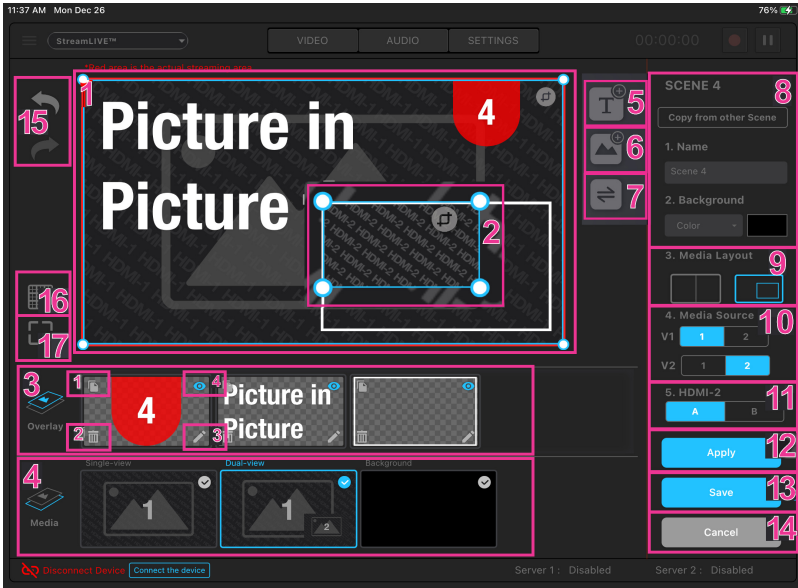 11:37 AM Mon Dec 26
76%
StreamLIVE™
VIDEO
AUDIO
SETTINGS
00:00:00
*Red area is the actual streaming area
1
Picture in
Picture
4
HDMI-1
HDMI-2
2
15
16
17
5
T
6
7
SCENE 4
8
Copy from other Scene
1. Name
Scene 4
2. Background
Color
3. Media Layout
9
4. Media Source
10
V1
1
2
V2
1
2
5. HDMI-2
11
A
B
Apply
12
Save
13
Cancel
14
3
Overlay
1
4
4
2
3
Picture in
Picture
4
Media
Single-view
Dual-view
Background
1
1
2
Disconnect Device
Connect the device
Server 1 : Disabled
Server 2 : Disabled